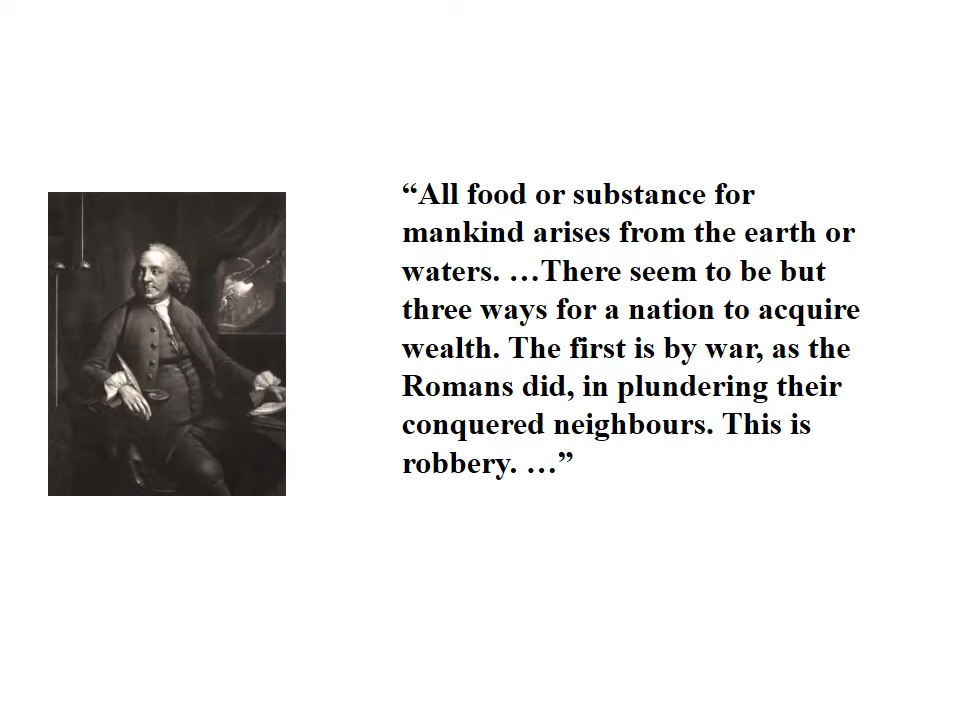 “All food or substance for
mankind arises from the earth or
waters. …There seem to be but
three ways for a nation to acquire
wealth. The first is by war, as the
Romans did, in plundering their
conquered neighbours. This is
robbery. …”